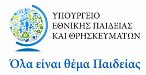 ΥΠΟΥΡΓΕΙΟ
ΕΘΝΙΚΗΣ ΠΑΙΔΕΙΑΣ
ΚΑΙ ΘΡΗΣΚΕΥΜΑΤΩΝ
Όλα είναι θέμα Παιδείας